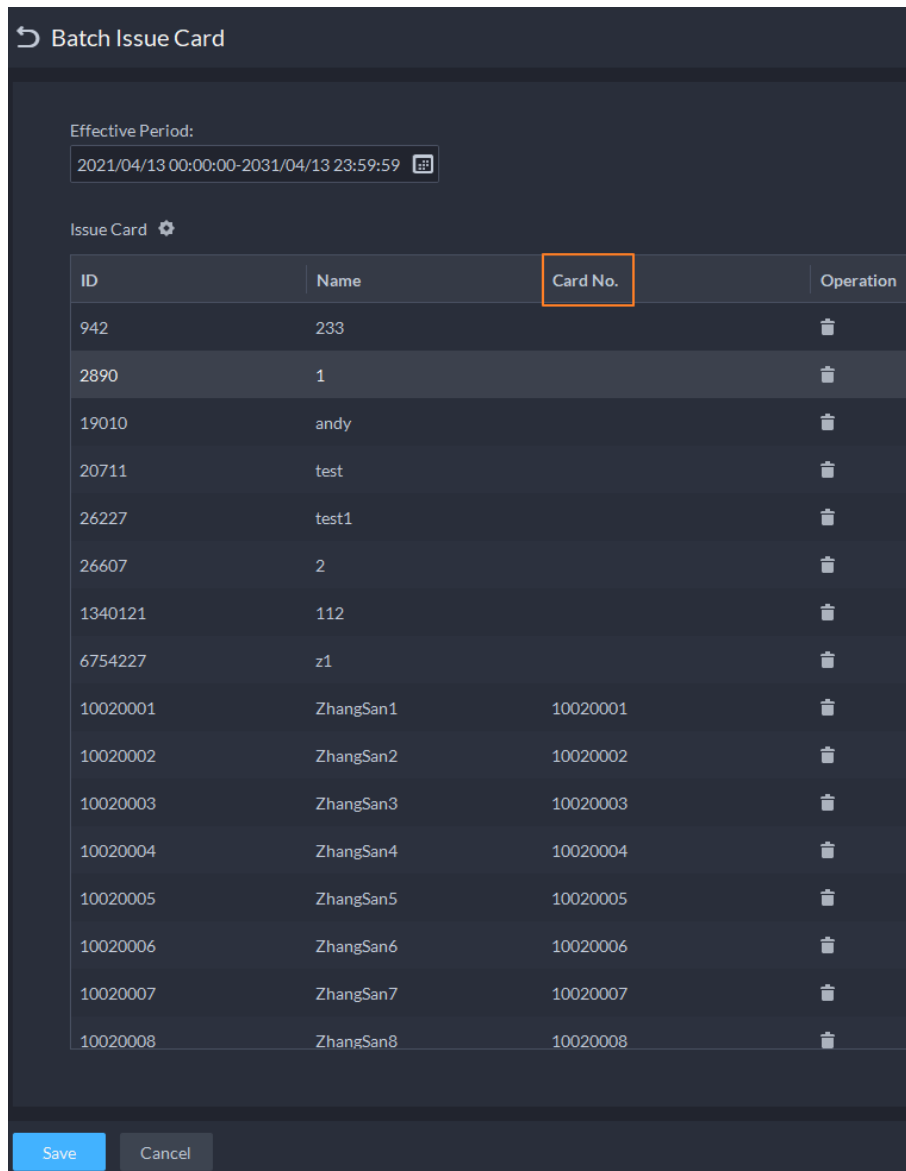 Batch Issue Card
Effective Period:
2021/04/13 00:00:00-2031/04/13 23:59:59
Issue Card
ID Name Card No. Operation
942 233
2890 1
19010 andy
20711 test
26227 test1
26607 2
1340121 112
6754227 z1
10020001 ZhangSan1 10020001
10020002 ZhangSan2 10020002
10020003 ZhangSan3 10020003
10020004 ZhangSan4 10020004
10020005 ZhangSan5 10020005
10020006 ZhangSan6 10020006
10020007 ZhangSan7 10020007
10020008 ZhangSan8 10020008
Save Cancel